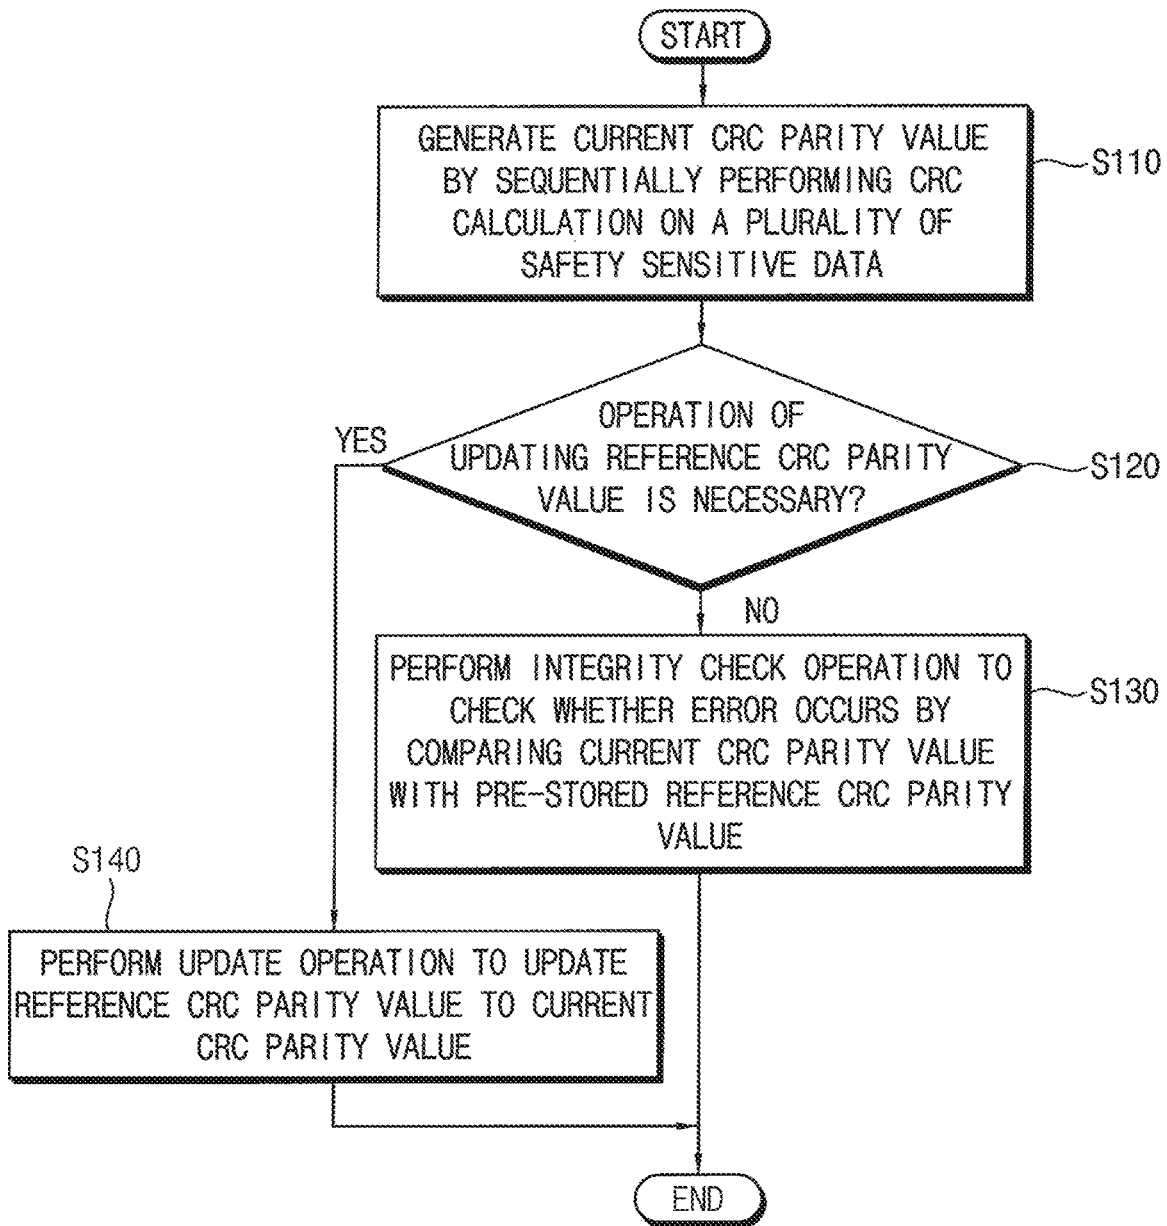 START
GENERATE CURRENT CRC PARITY VALUE
BY SEQUENTIALLY PERFORMING CRC
CALCULATION ON A PLURALITY OF
SAFETY SENSITIVE DATA
S110
OPERATION OF
UPDATING REFERENCE CRC PARITY
VALUE IS NECESSARY?
S120
YES
NO
PERFORM INTEGRITY CHECK OPERATION TO
CHECK WHETHER ERROR OCCURS BY
COMPARING CURRENT CRC PARITY VALUE
WITH PRE-STORED REFERENCE CRC PARITY
VALUE
S130
S140
PERFORM UPDATE OPERATION TO UPDATE
REFERENCE CRC PARITY VALUE TO CURRENT
CRC PARITY VALUE
END